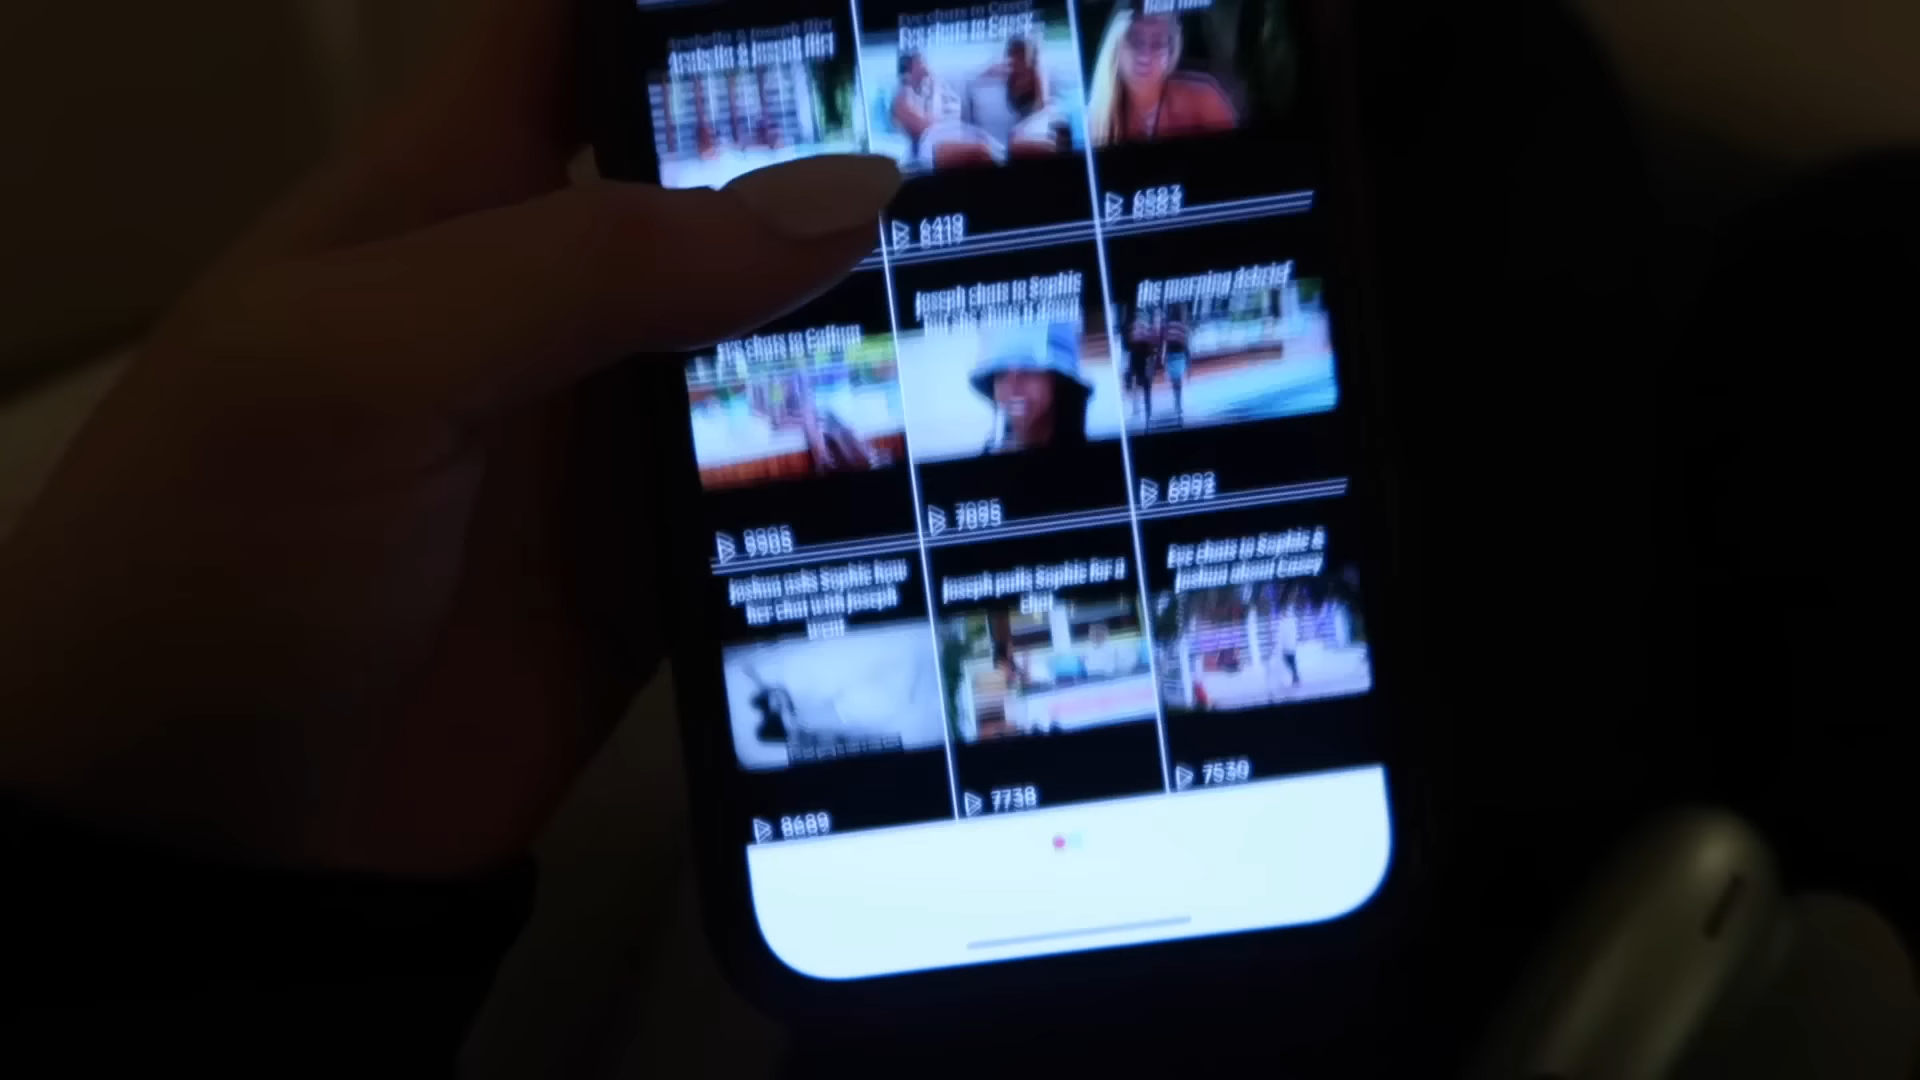 Arabella & Joseph flirt
Eve chats to Casey
6419
6583
Eve chats to Callum
Joseph chats to Sophie
the morning debrief
9905
7095
6992
Joshua asks Sophie how
her chat with Joseph
went
Joseph pulls Sophie for a
chat
Eve chats to Sophie &
Joshua about Casey
8689
7738
7530